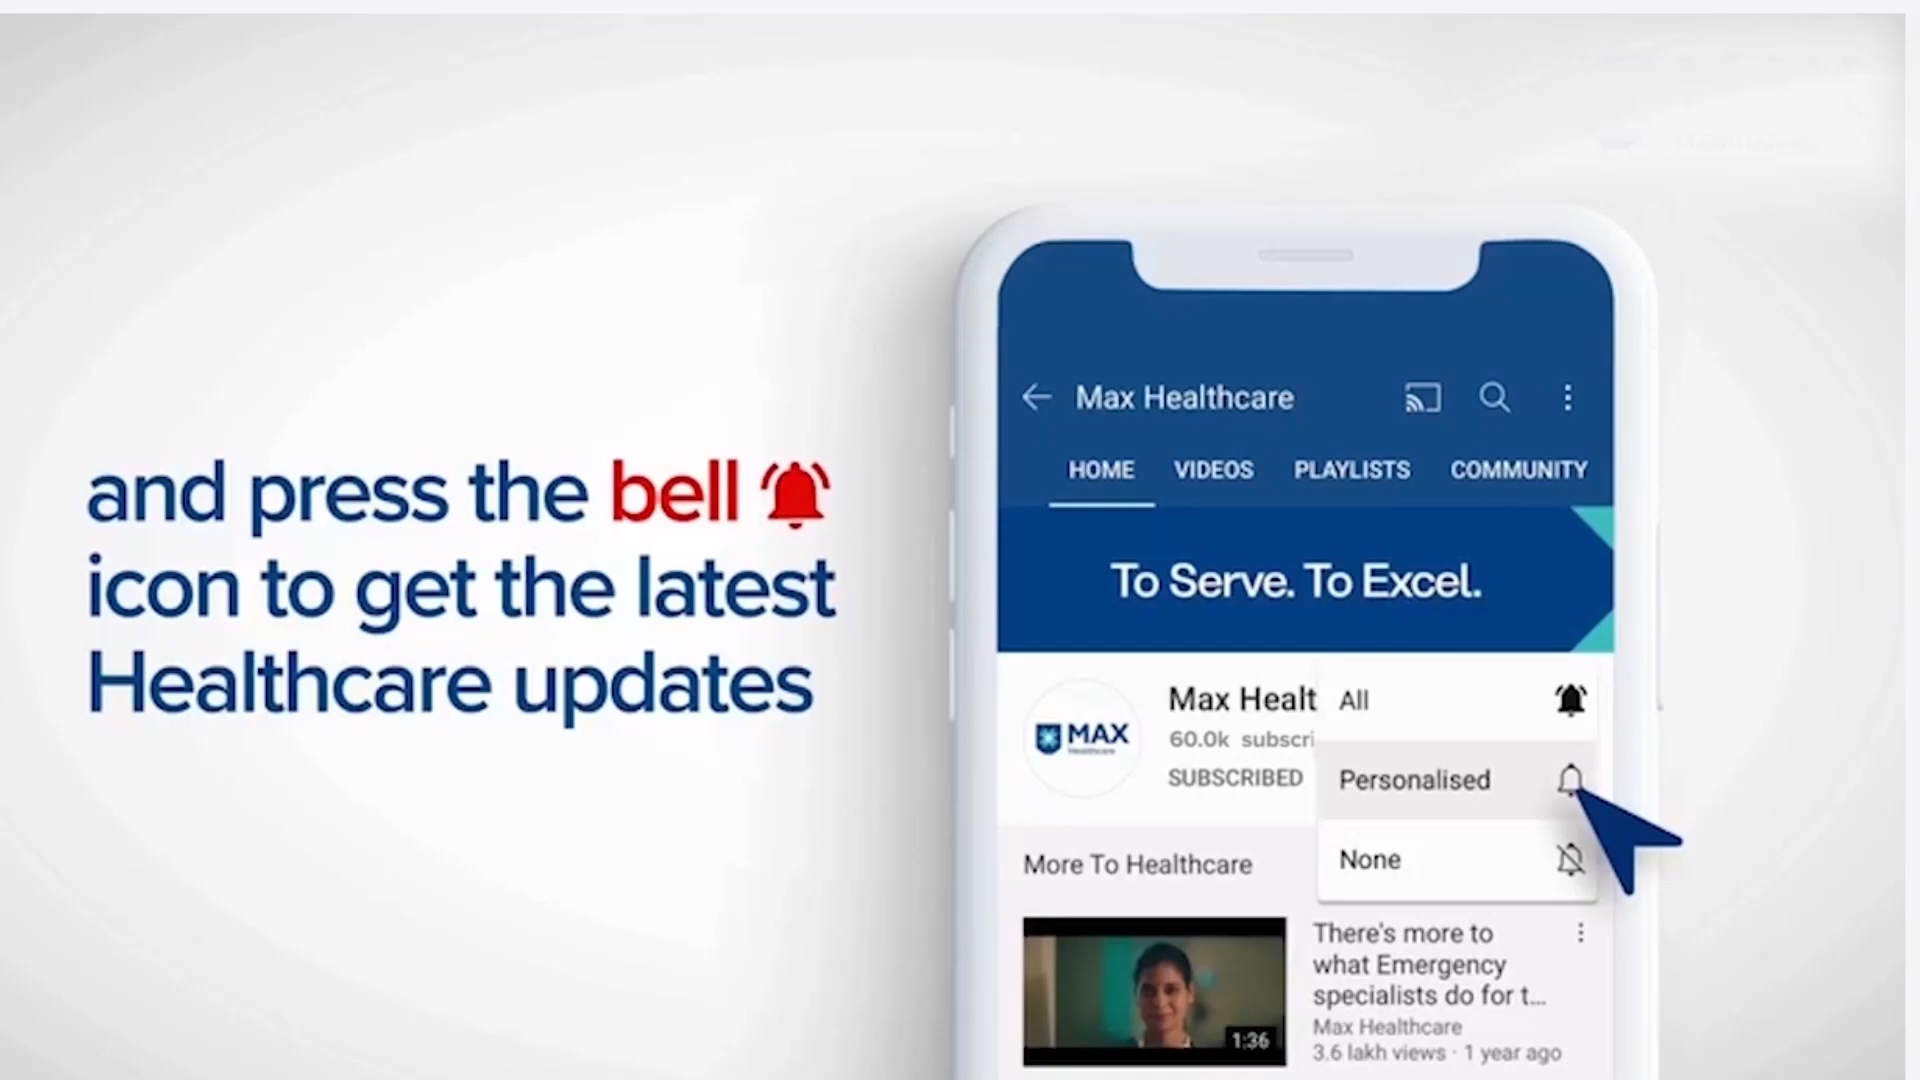 and press the bell
icon to get the latest
Healthcare updates
Max Healthcare
HOME VIDEOS PLAYLISTS COMMUNITY
To Serve. To Excel.
MAX
Healthcare
Max Healt
60.0k subscri
SUBSCRIBED
All
Personalised
None
More To Healthcare
1:36
There's more to
what Emergency
specialists do for t...
Max Healthcare
3.6 lakh views · 1 year ago